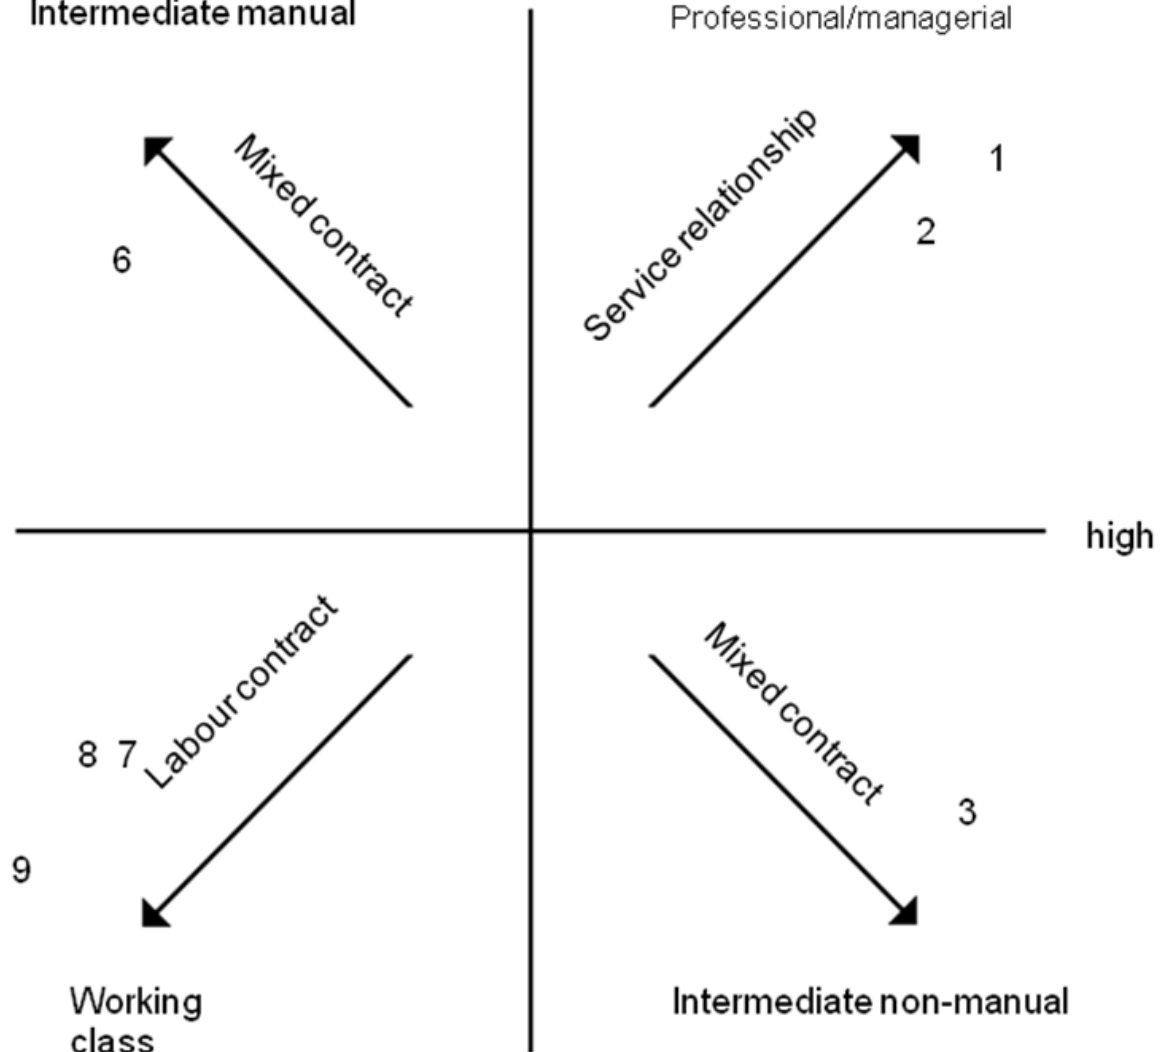 Intermediate manual
Professional/managerial
Mixed contract
Service relationship
1
2
6
high
Labour contract
Mixed contract
8 7
3
9
Working
class
Intermediate non-manual